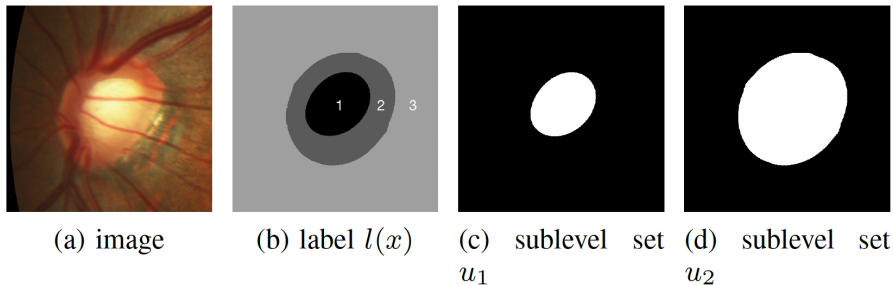 1 2 3
(a) image
(b) label l(x)
(c) sublevel set
u₁
(d) sublevel set
u₂